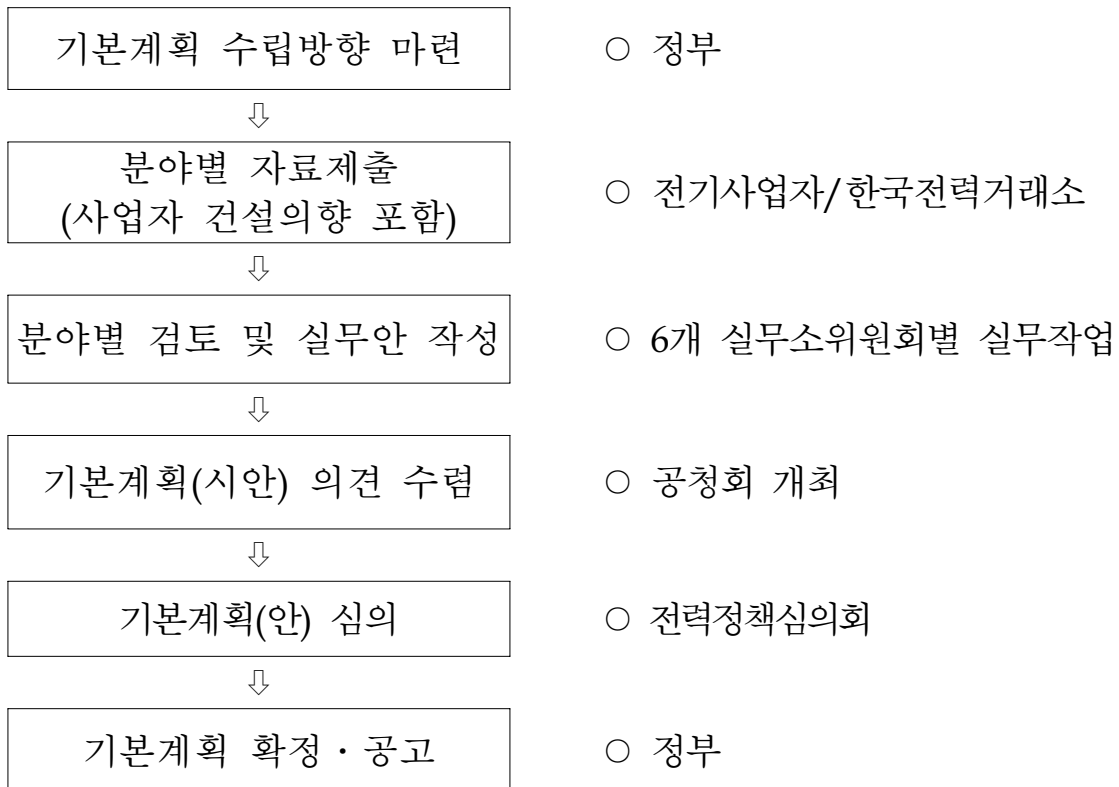 기본계획 수립방향 마련 ○ 정부
⇩
분야별 자료제출
(사업자 건설의향 포함) ○ 전기사업자/한국전력거래소
⇩
분야별 검토 및 실무안 작성 ○ 6개 실무소위원회별 실무작업
⇩
기본계획(시안) 의견 수렴 ○ 공청회 개최
⇩
기본계획(안) 심의 ○ 전력정책심의회
⇩
기본계획 확정·공고 ○ 정부